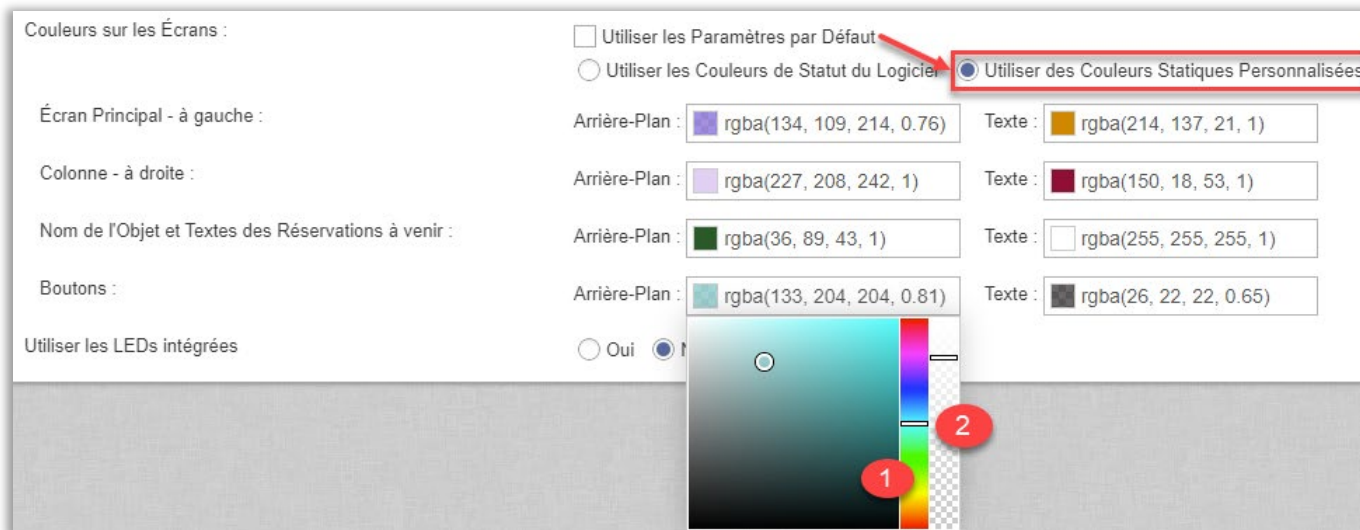 Couleurs sur les Écrans :
Utiliser les Paramètres par Défaut
Utiliser les Couleurs de Statut du Logiciel Utiliser des Couleurs Statiques Personnalisées
Écran Principal - à gauche : Arrière-Plan : rgba(134, 109, 214, 0.76) Texte : rgba(214, 137, 21, 1)
Colonne - à droite : Arrière-Plan : rgba(227, 208, 242, 1) Texte : rgba(150, 18, 53, 1)
Nom de l'Objet et Textes des Réservations à venir : Arrière-Plan : rgba(36, 89, 43, 1) Texte : rgba(255, 255, 255, 1)
Boutons : Arrière-Plan : rgba(133, 204, 204, 0.81) Texte : rgba(26, 22, 22, 0.65)
Utiliser les LEDs intégrées Oui
2
1